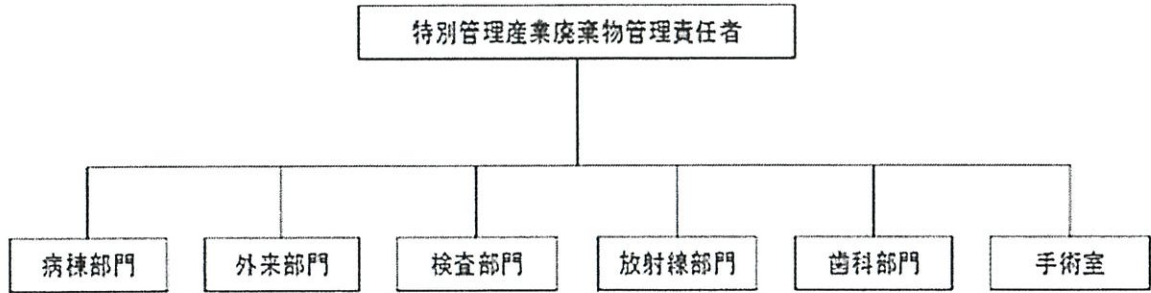 特別管理産業廃棄物管理責任者
病棟部門
外来部門
検査部門
放射線部門
歯科部門
手術室